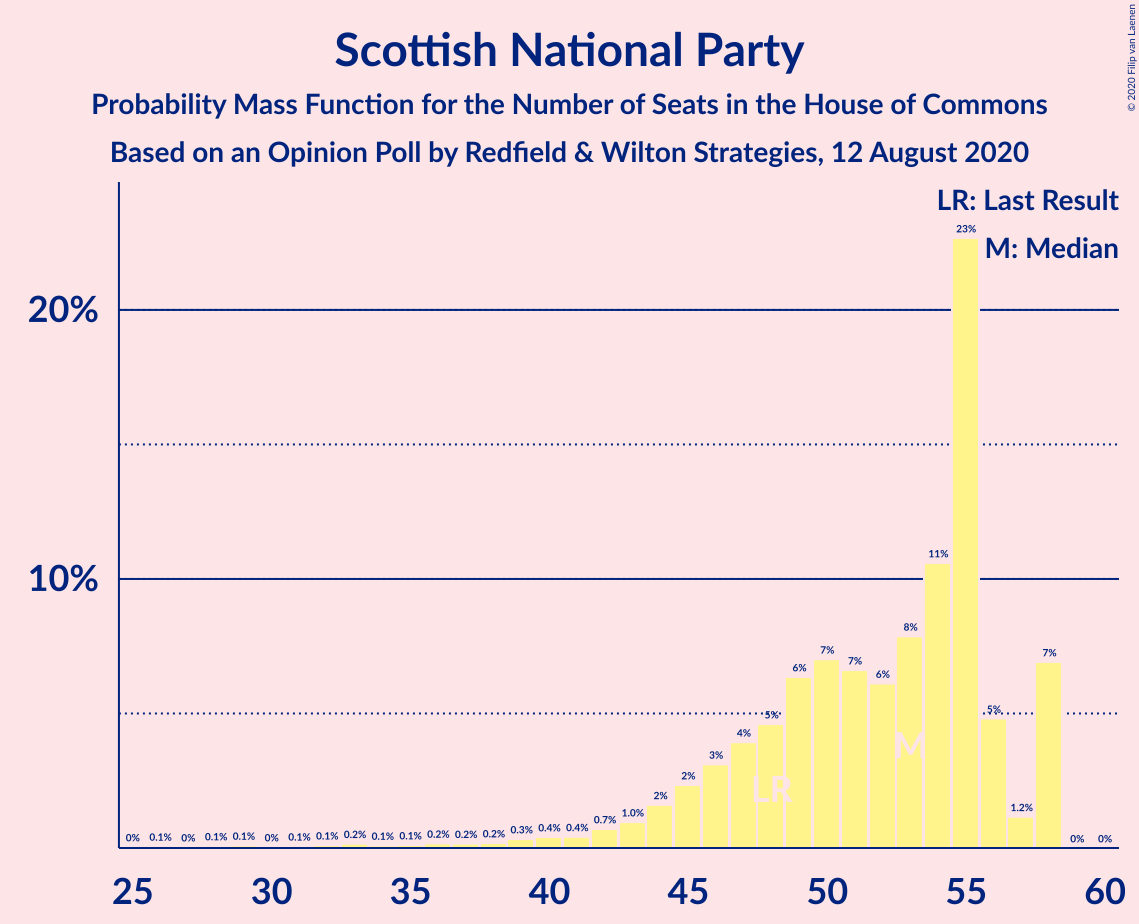 Scottish National Party
Probability Mass Function for the Number of Seats in the House of Commons
Based on an Opinion Poll by Redfield & Wilton Strategies, 12 August 2020
© 2020 Filip van Laenen
LR: Last Result
M: Median
20%
10%
0% 0.1% 0% 0.1% 0.1% 0% 0.1% 0.1% 0.2% 0.1% 0.1% 0.2% 0.2% 0.2% 0.3% 0.4% 0.4% 0.7% 1.0% 2% 2% 3% 4% 5% 6% 7% 7% 6% 8% 11% 23% 5% 1.2% 7% 0% 0%
LR
M
25 30 35 40 45 50 55 60